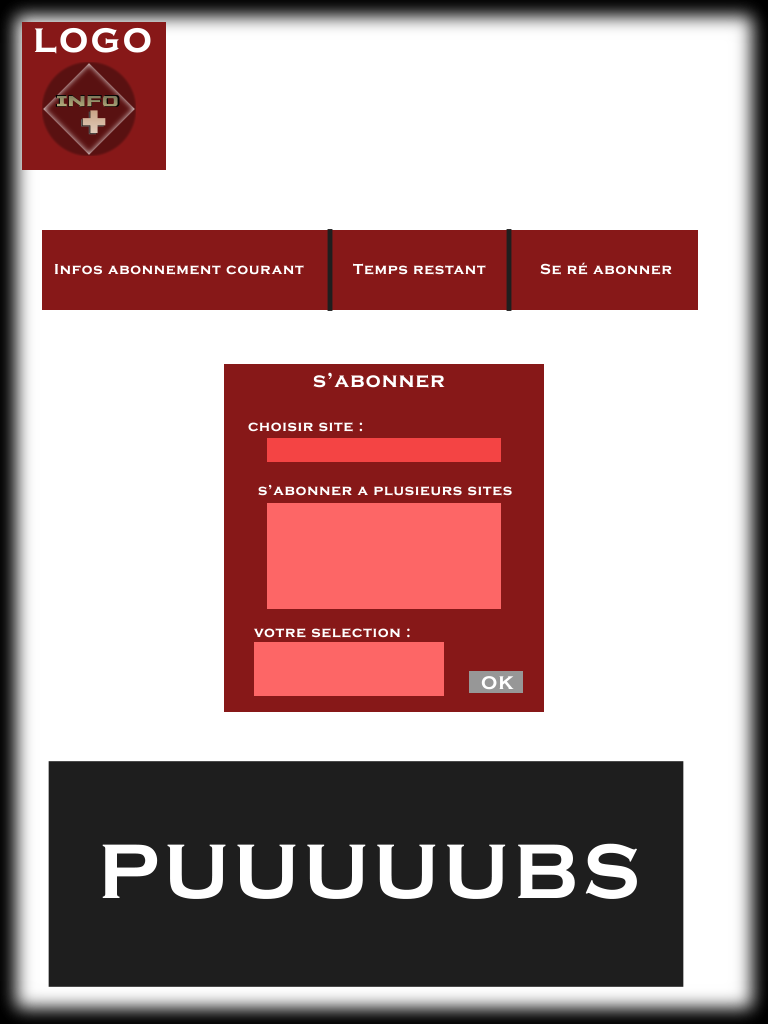 LOGO
INFO
Infos abonnement courant
Temps restant
Se ré abonner
s'abonner
choisir site :
s'abonner a plusieurs sites
votre selection :
OK
PUUUUUBS